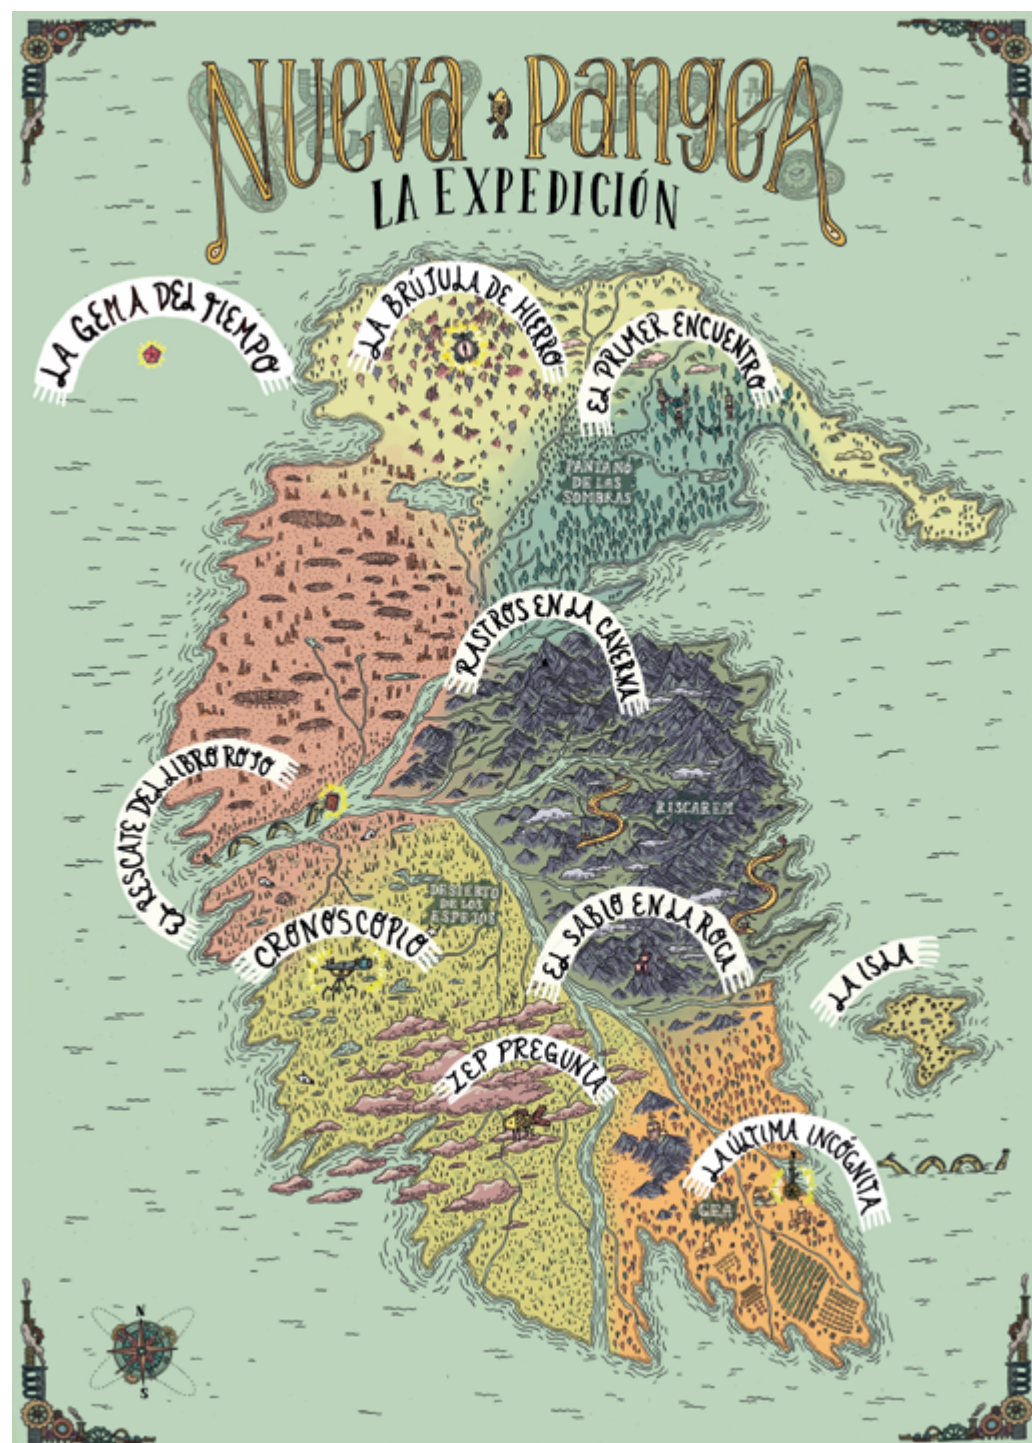 NUEVA PANGEA
LA EXPEDICIÓN
LA GEMA DEL TIEMPO
LA BRÚJULA DE HIERRO
EL PRIMER ENCUENTRO
PANTANO
DE LAS
SOMBRAS
RASTROS EN LA CAVERNA
EL RESCATE DEL LIBRO ROJO
RISCAREM
DESIERTO
DE LOS
ESPEJOS
CRONOSCOPIO
EL SABIO EN LA ROCA
LA ISLA
ZEP PREGUNTA
LA ÚLTIMA INCÓGNITA
GEA
N
S